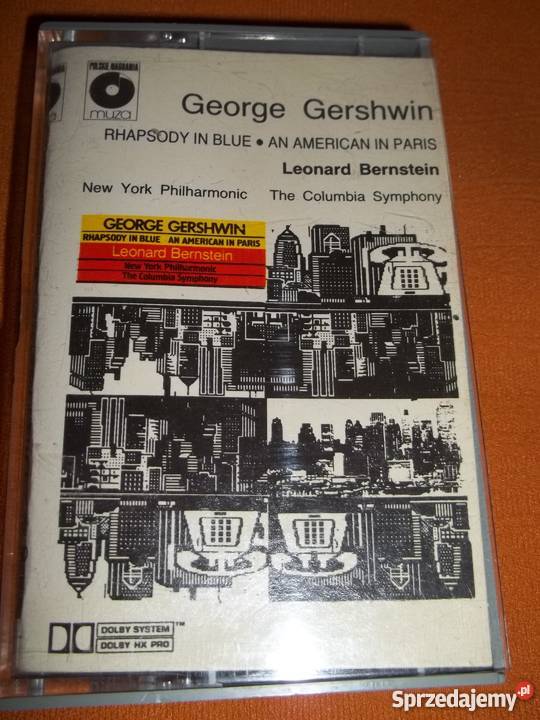 POLSKIE NAGRANIA
muza
George Gershwin
RHAPSODY IN BLUE • AN AMERICAN IN PARIS
Leonard Bernstein
New York Philharmonic The Columbia Symphony
GEORGE GERSHWIN
RHAPSODY IN BLUE AN AMERICAN IN PARIS
Leonard Bernstein
New York Philharmonic
The Columbia Symphony
DOLBY SYSTEM™
DOLBY HX PRO
Sprzedajemy.pl